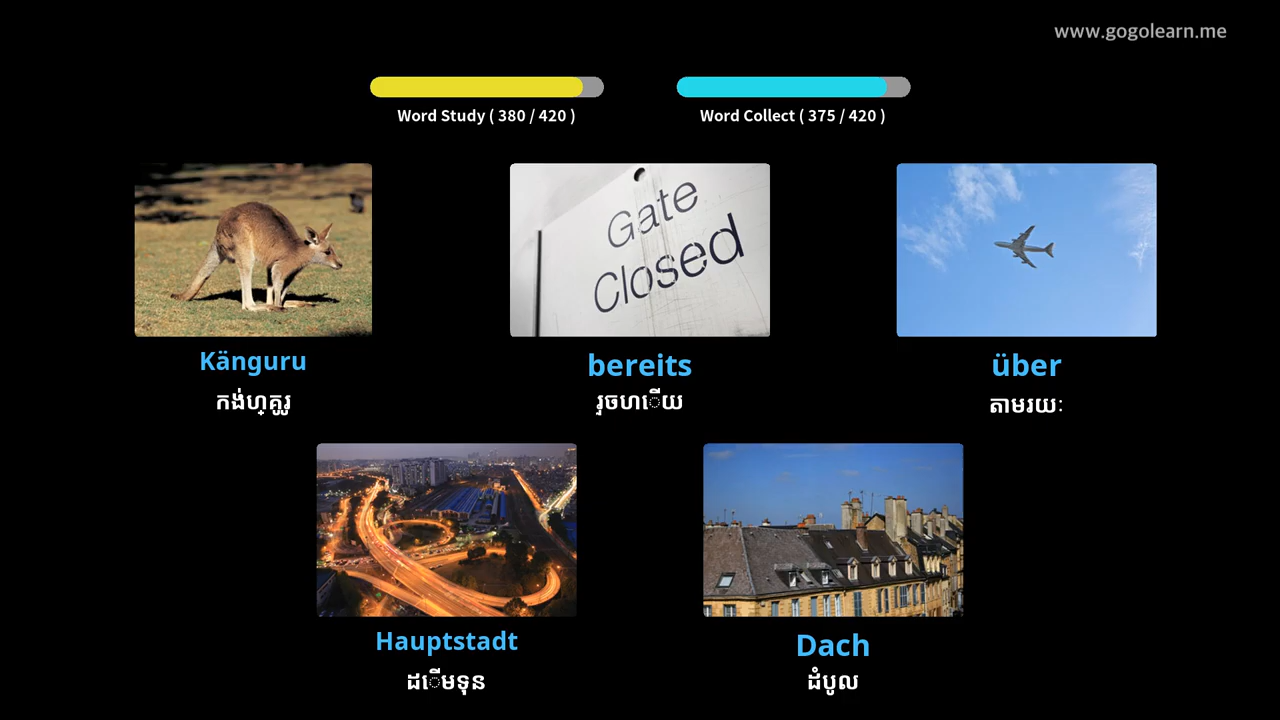 www.gogolearn.me
Word Study ( 380 / 420 )
Word Collect ( 375 / 420 )
Gate
Closed
Känguru
bereits
über
កង់ហ្គូរូ
រួចហើយ
តាមរយៈ
Hauptstadt
Dach
ដើមទុន
ដំបូល